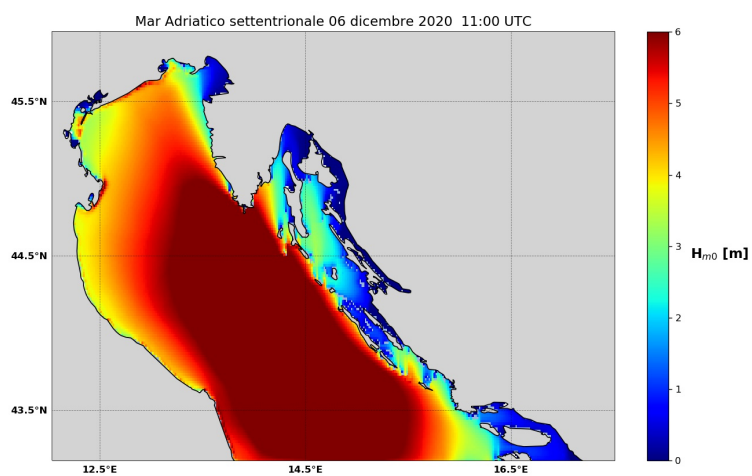 Mar Adriatico settentrionale 06 dicembre 2020 11:00 UTC
6
45.5°N
5
4
44.5°N
3
H_{m0} [m]
2
1
43.5°N
0
12.5°E 14.5°E 16.5°E